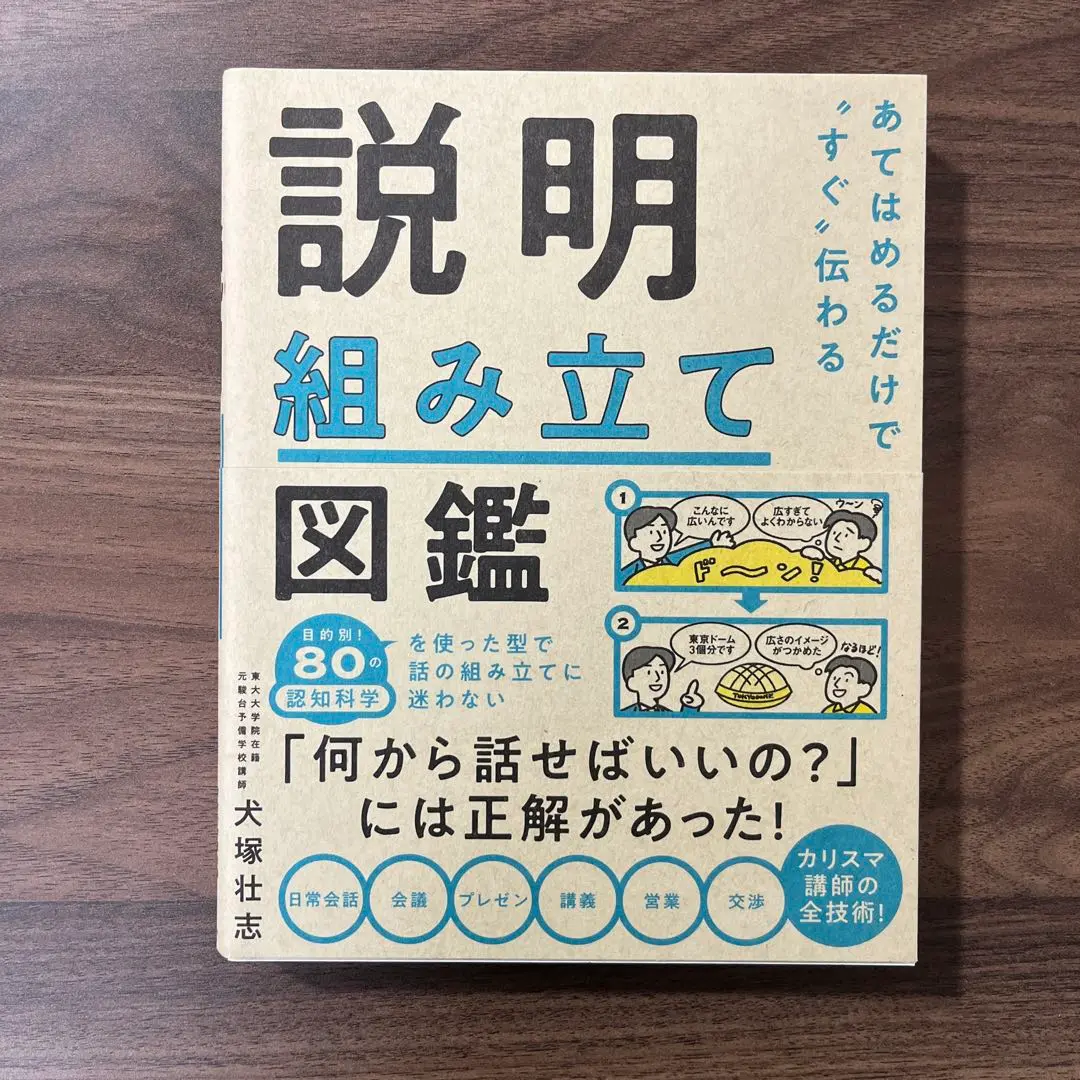 あてはめるだけで
〝すぐ〟伝わる
説明
組み立て
図鑑
1
こんなに
広いんです
広すぎて
よくわからない
ウ〜ン
ド〜ン!
2
東京ドーム
3個分です
広さのイメージ
がつかめた
なるほど!
TOKYODOME
目的別!
80の
認知科学
を使った型で
話の組み立てに
迷わない
東大大学院在籍
元駿台予備学校講師
犬塚壮志
「何から話せばいいの?」
には正解があった!
日常会話
会議
プレゼン
講義
営業
交渉
カリスマ
講師の
全技術!